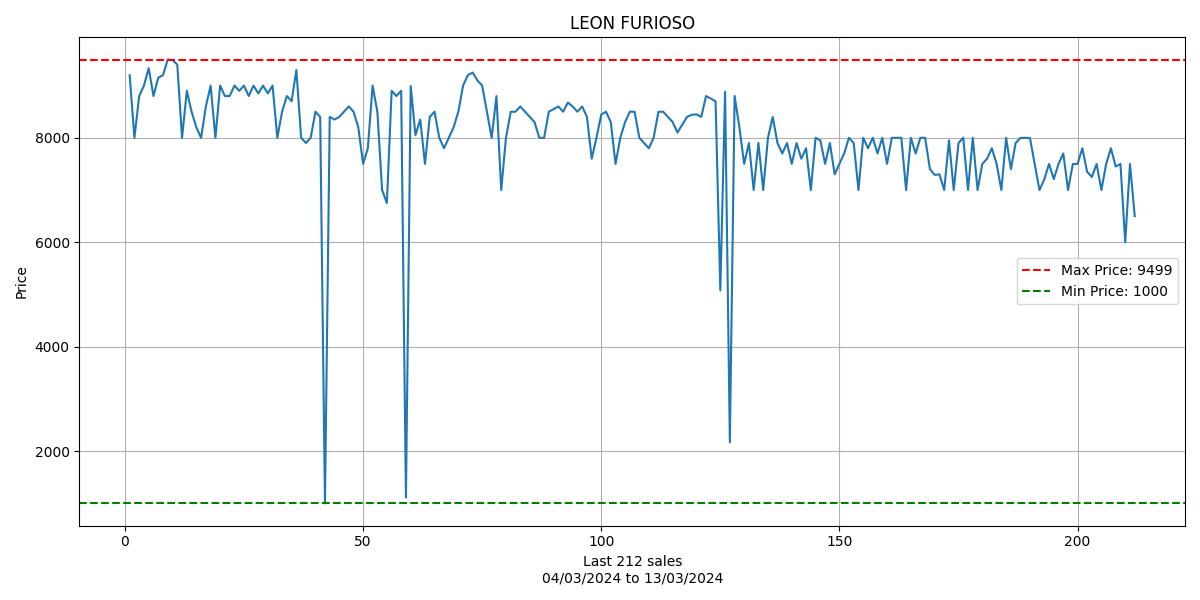 LEON FURIOSO
Price
8000
6000
4000
2000
Max Price: 9499
Min Price: 1000
0
50
100
150
200
Last 212 sales
04/03/2024 to 13/03/2024